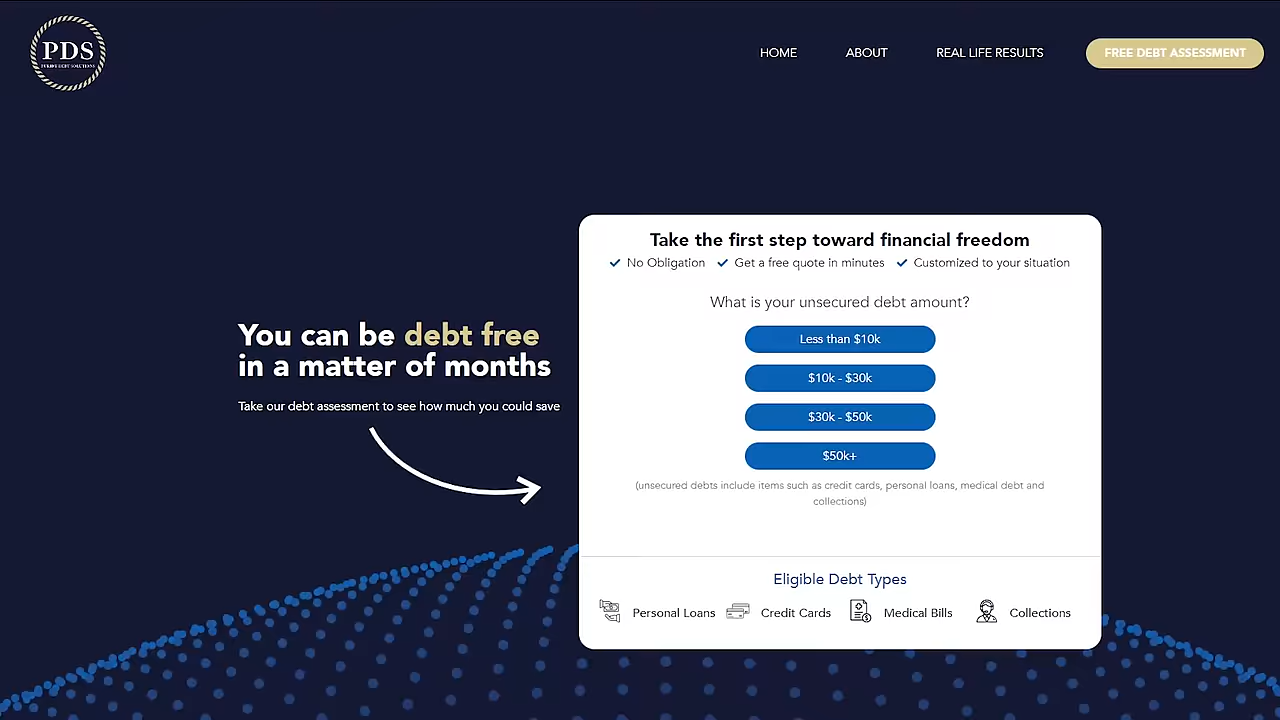 PDS
HOME
ABOUT
REAL LIFE RESULTS
FREE DEBT ASSESSMENT
Take the first step toward financial freedom
No Obligation
Get a free quote in minutes
Customized to your situation
What is your unsecured debt amount?
Less than $10k
$10k - $30k
$30k - $50k
$50k+
(unsecured debts include items such as credit cards, personal loans, medical debt and
collections)
You can be debt free
in a matter of months
Take our debt assessment to see how much you could save
Eligible Debt Types
Personal Loans
Credit Cards
Medical Bills
Collections